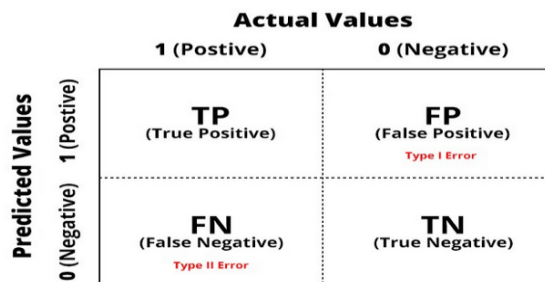 Actual Values
1 (Postive) 0 (Negative)
Predicted Values
1 (Postive)
TP FP
(True Positive) (False Positive)
Type I Error
0 (Negative)
FN TN
(False Negative) (True Negative)
Type II Error